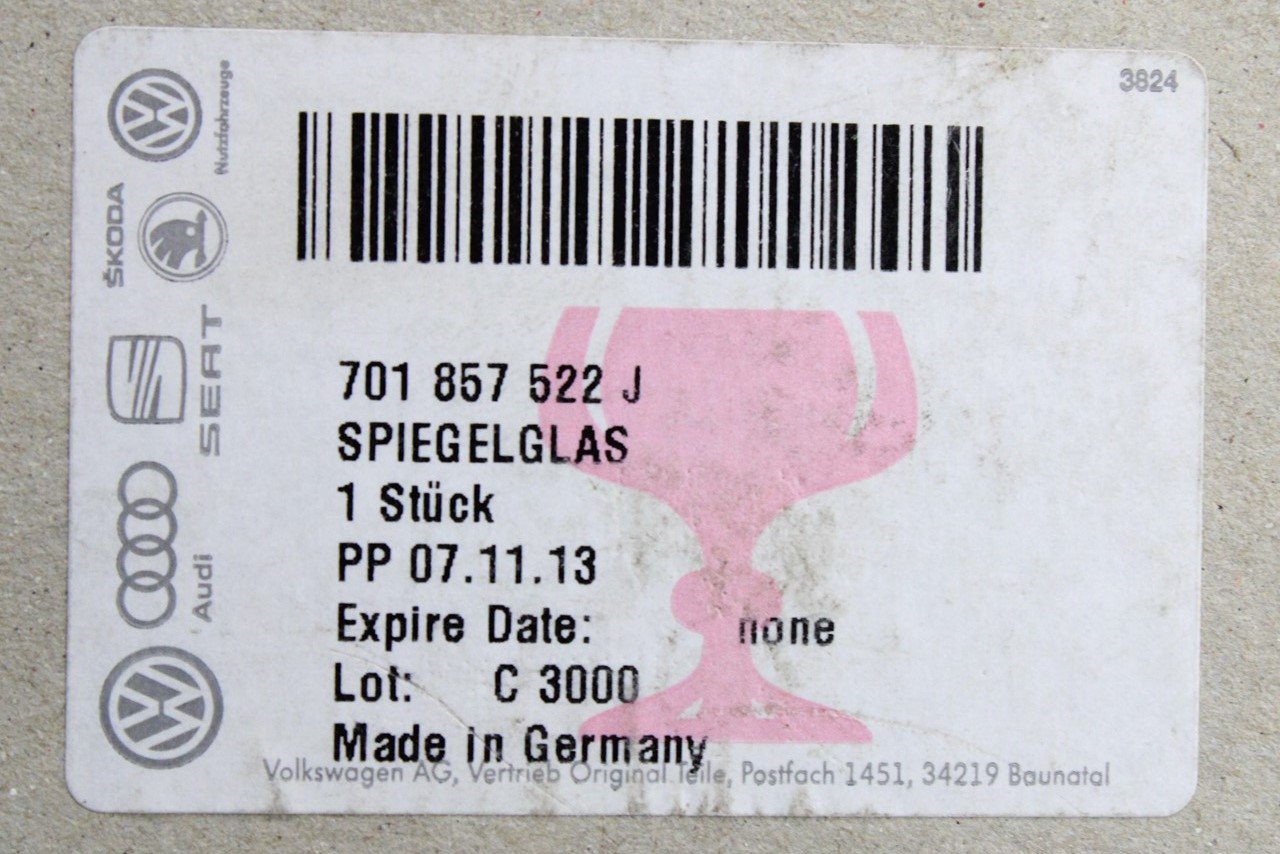 3824
Nutzfahrzeuge
ŠKODA
SEAT
Audi
701 857 522 J
SPIEGELGLAS
1 Stück
PP 07.11.13
Expire Date: none
Lot: C 3000
Made in Germany
Volkswagen AG, Vertrieb Original Teile, Postfach 1451, 34219 Baunatal